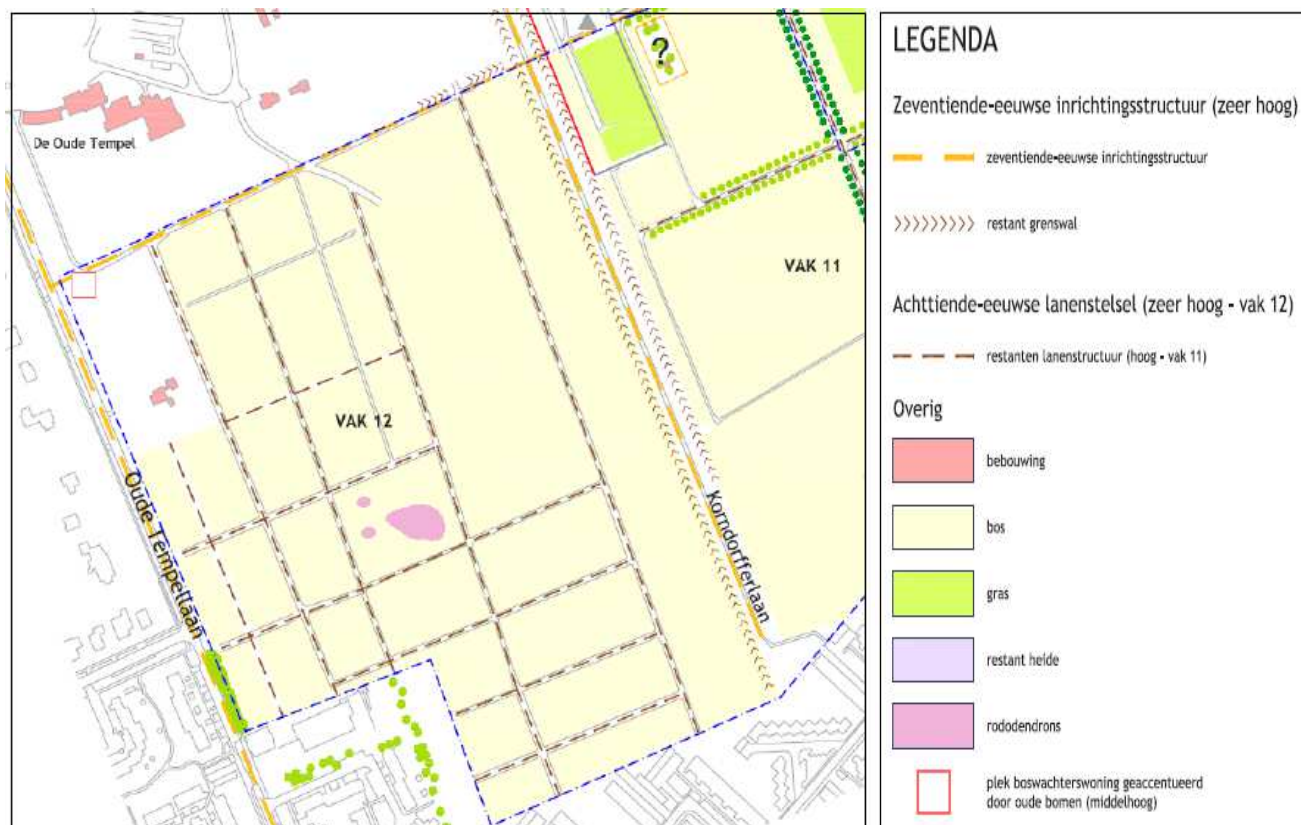 De Oude Tempel
?
VAK 11
VAK 12
Oude Tempellaan
Korndorfferlaan
LEGENDA
Zeventiende-eeuwse inrichtingsstructuur (zeer hoog)
zeventiende-eeuwse inrichtingsstructuur
restant grenswal
Achttiende-eeuwse lanenstelsel (zeer hoog - vak 12)
restanten lanenstructuur (hoog - vak 11)
Overig
bebouwing
bos
gras
restant heide
rododendrons
plek boswachterswoning geaccentueerd
door oude bomen (middelhoog)